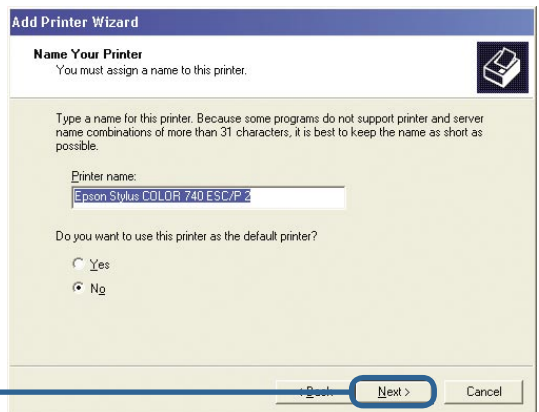 Add Printer Wizard
Name Your Printer
You must assign a name to this printer.
Type a name for this printer. Because some programs do not support printer and server
name combinations of more than 31 characters, it is best to keep the name as short as
possible.
Printer name:
Epson Stylus COLOR 740 ESC/P 2
Do you want to use this printer as the default printer?
Yes
No
< Back Next > Cancel